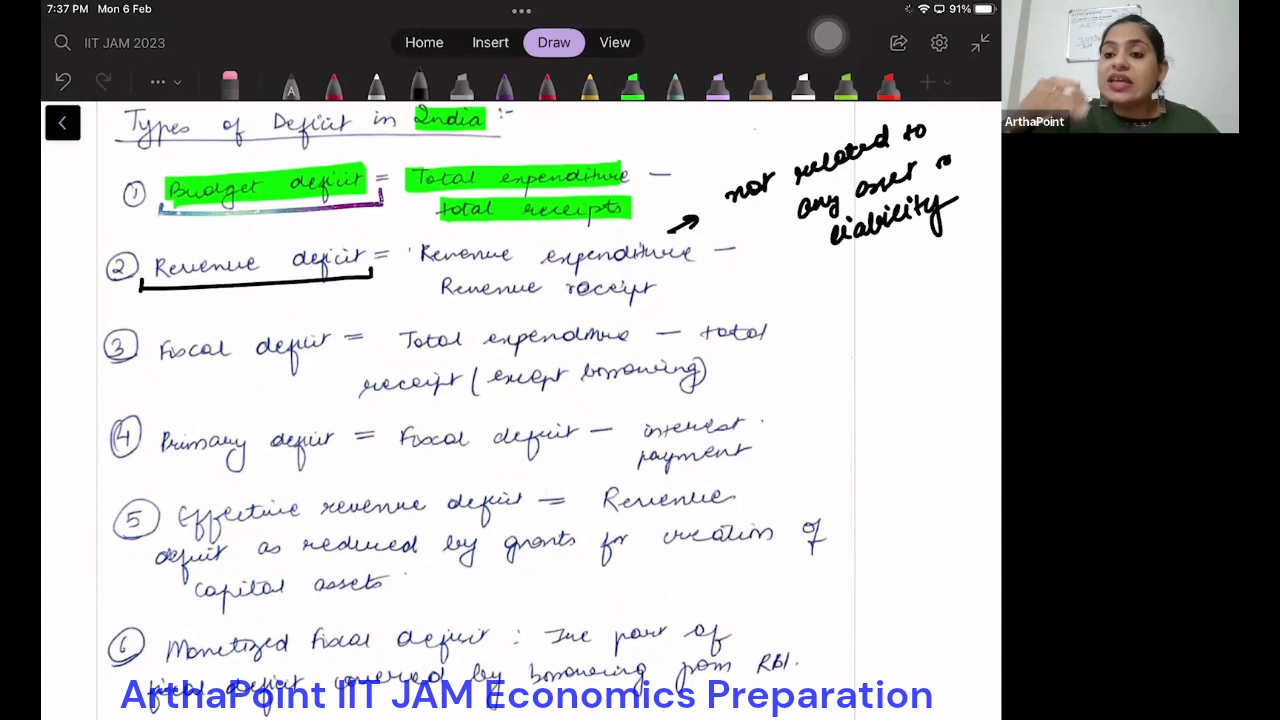 7:37 PM Mon 6 Feb
91%
IIT JAM 2023
Home Insert Draw View
A
ArthaPoint
Types of Deficit in India :-
① Budget deficit = Total expenditure —
total receipts
not related to
any asset
liability
② Revenue deficit = Revenue expenditure —
Revenue receipt
③ Fiscal deficit = Total expenditure — total
receipt (except borrowing)
④ Primary deficit = Fiscal deficit — interest
payment
⑤ Effective revenue deficit = Revenue
deficit as reduced by grants for creation of
capital assets
⑥ Monetized fiscal deficit : The part of
fiscal deficit covered by borrowing from RBI.
ArthaPoint IIT JAM Economics Preparation